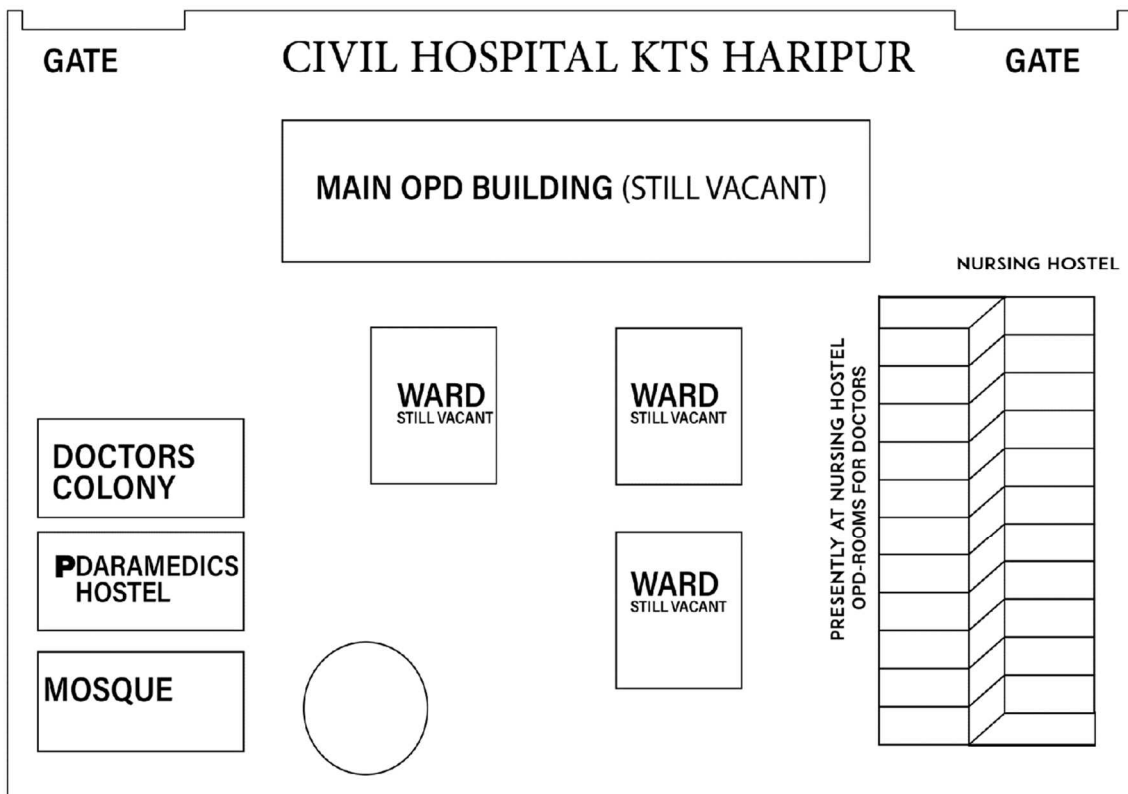 GATE
CIVIL HOSPITAL KTS HARIPUR
GATE
MAIN OPD BUILDING (STILL VACANT)
NURSING HOSTEL
WARD
STILL VACANT
WARD
STILL VACANT
PRESENTLY AT NURSING HOSTEL
OPD-ROOMS FOR DOCTORS
DOCTORS
COLONY
PDARAMEDICS
HOSTEL
WARD
STILL VACANT
MOSQUE